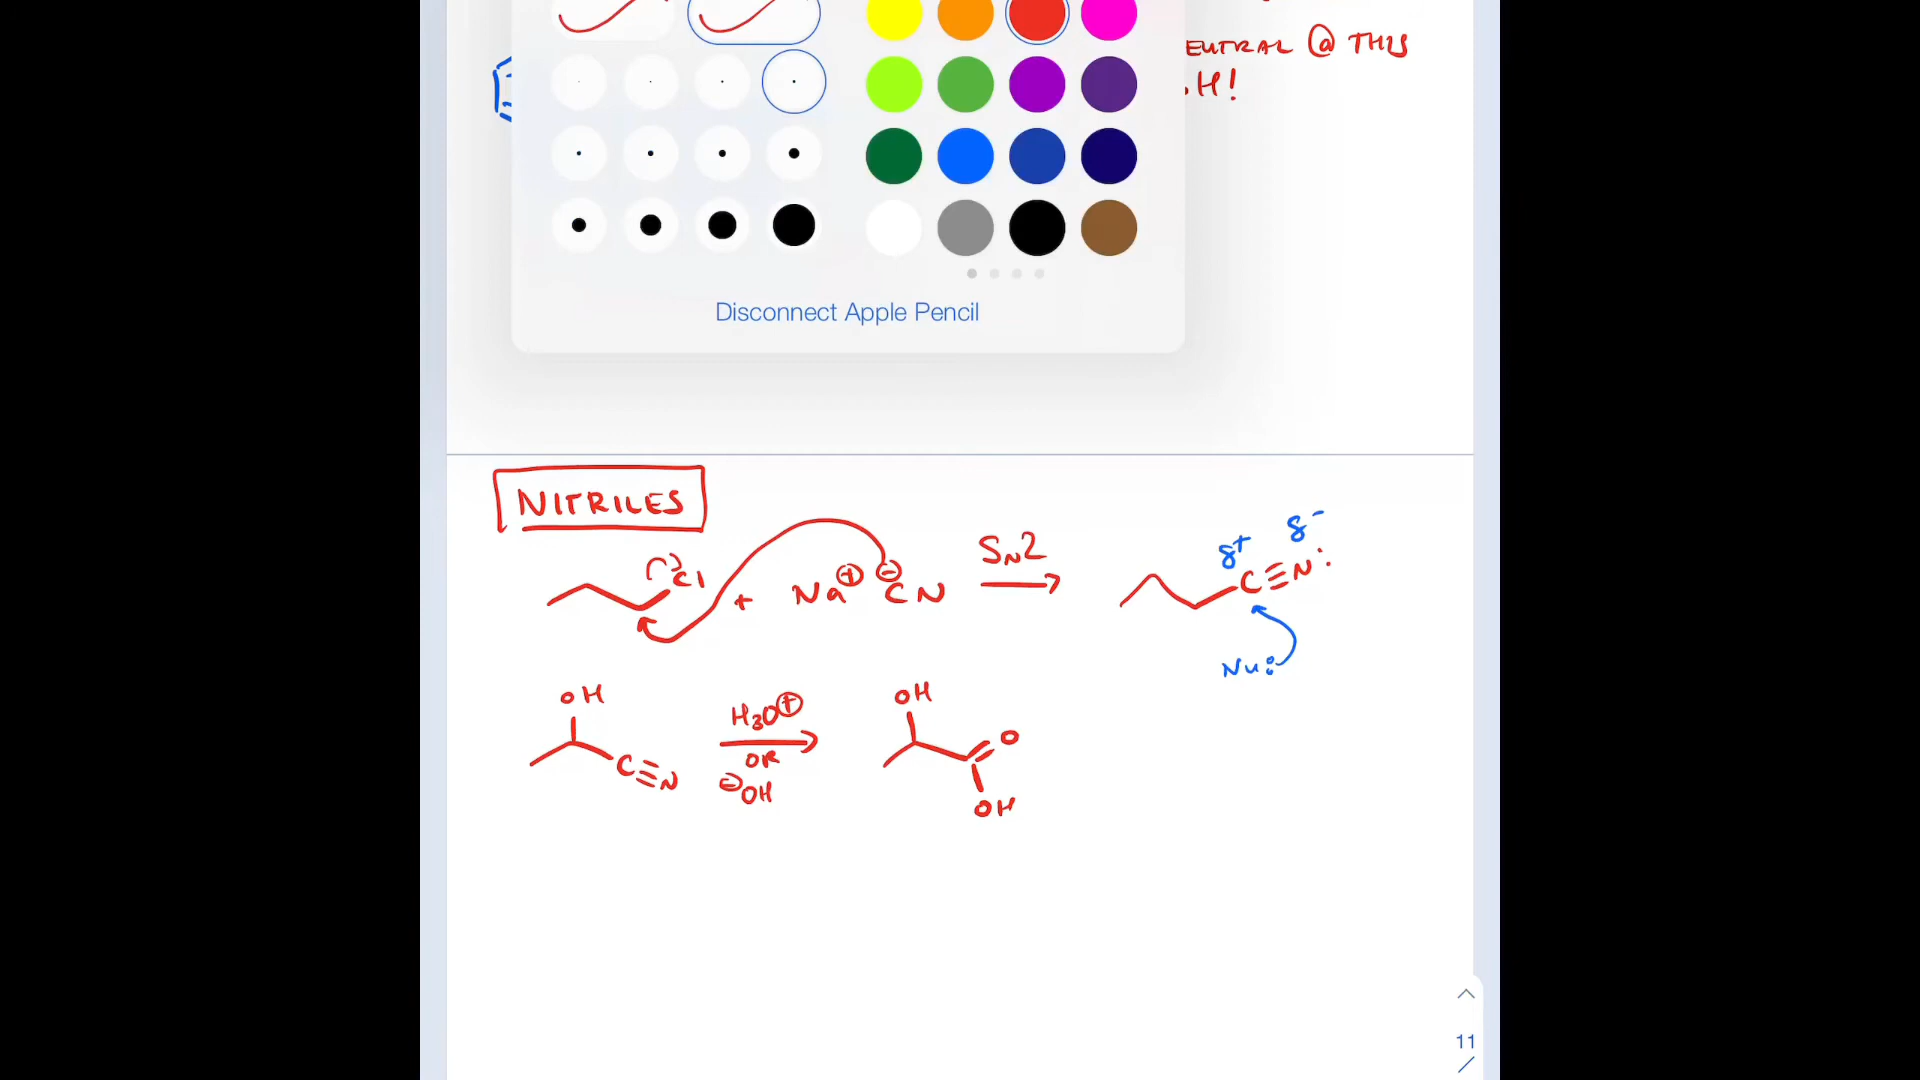 EUTRAL @ THIS
H!
Disconnect Apple Pencil
NITRILES
Cl + Na⊕ ⊖CN SN2 C≡N: δ+ δ-
Nu:
OH H3O⊕ OH
C≡N OR O
⊖OH OH
11